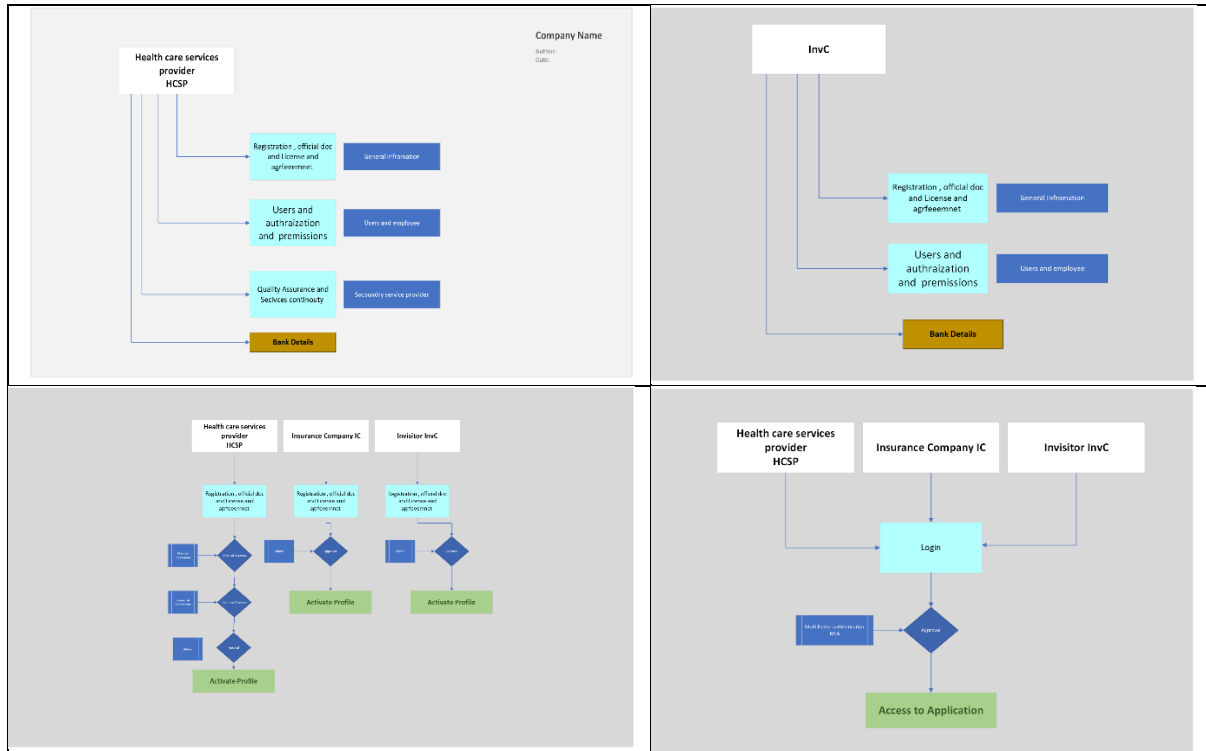 Company Name
Author:
Date:
Health care services
provider
HCSP
Registration , official doc
and License and
agrfeeemnet
General Infromation
Users and
authraization
and premissions
Users and employee
Quality Assurance and
Secivces continouty
Secoundry service provider
Bank Details
InvC
Registration , official doc
and License and
agrfeeemnet
General Infromation
Users and
authraization
and premissions
Users and employee
Bank Details
Health care services
provider
HCSP
Insurance Company IC
Invisitor InvC
Registration , official doc
and License and
agrfeeemnet
Registration , official doc
and License and
agrfeeemnet
Registration , official doc
and License and
agrfeeemnet
Approval
Activate Profile
Activate Profile
Activate Profile
Health care services
provider
HCSP
Insurance Company IC
Invisitor InvC
Login
MFA
Approve
Access to Application